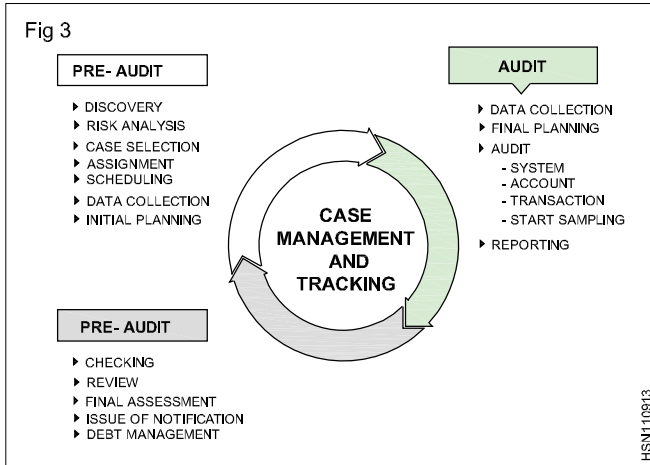 Fig 3
PRE- AUDIT
DISCOVERY
RISK ANALYSIS
CASE SELECTION
ASSIGNMENT
SCHEDULING
DATA COLLECTION
INITIAL PLANNING
AUDIT
DATA COLLECTION
FINAL PLANNING
AUDIT
- SYSTEM
- ACCOUNT
- TRANSACTION
- START SAMPLING
REPORTING
CASE
MANAGEMENT
AND
TRACKING
PRE- AUDIT
CHECKING
REVIEW
FINAL ASSESSMENT
ISSUE OF NOTIFICATION
DEBT MANAGEMENT
HSN110913